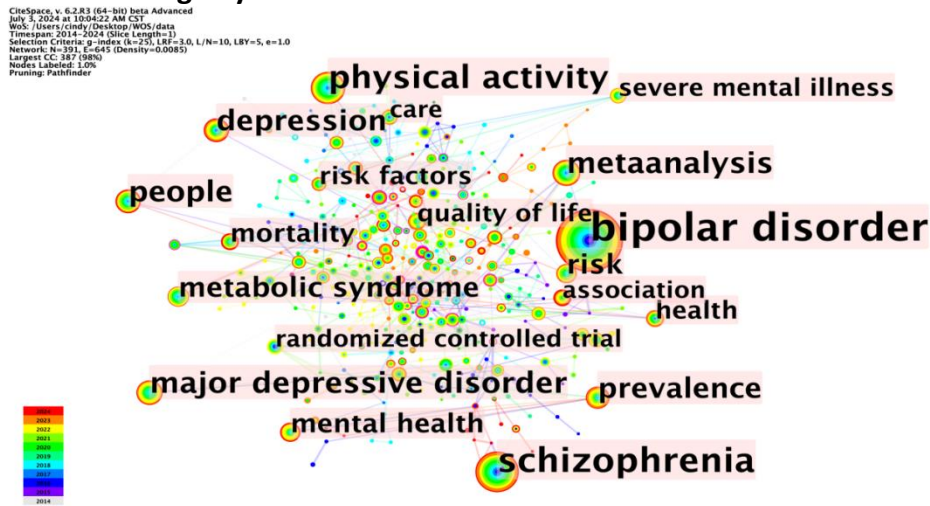 CiteSpace, v. 6.2.R3 (64-bit) beta Advanced
July 3, 2024 at 10:04:22 AM CST
WoS: /Users/cindy/Desktop/WOS/data
Timespan: 2014-2024 (Slice Length=1)
Selection Criteria: g-index (k=25), LRF=3.0, L/N=10, LBY=5, e=1.0
Network: N=391, E=645 (Density=0.0085)
Largest CC: 387 (98%)
Nodes Labeled: 1.0%
Pruning: Pathfinder
physical activity
severe mental illness
care
depression
metaanalysis
risk factors
people
quality of life
bipolar disorder
mortality
risk
metabolic syndrome
association
health
randomized controlled trial
major depressive disorder
prevalence
mental health
schizophrenia
2024
2023
2022
2021
2020
2019
2018
2017
2015
2014